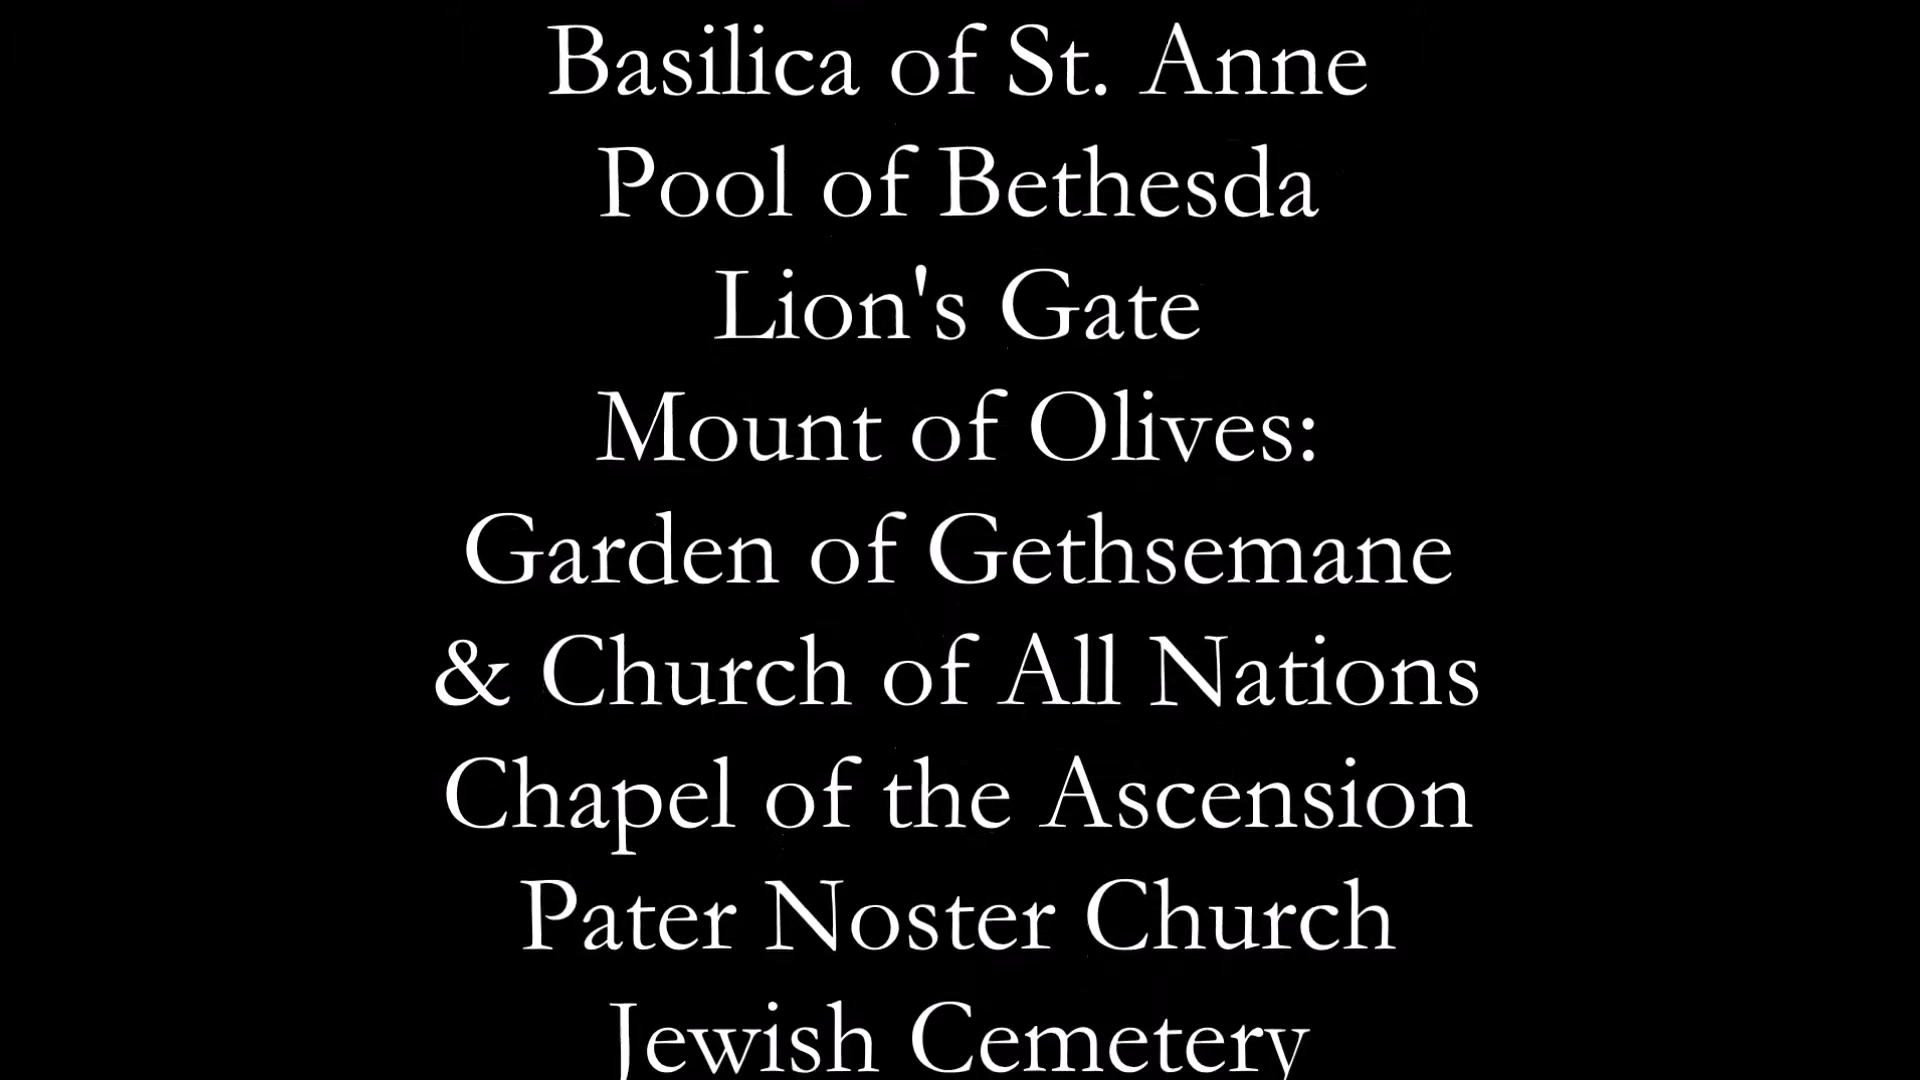 Basilica of St. Anne
Pool of Bethesda
Lion's Gate
Mount of Olives:
Garden of Gethsemane
& Church of All Nations
Chapel of the Ascension
Pater Noster Church
Jewish Cemetery